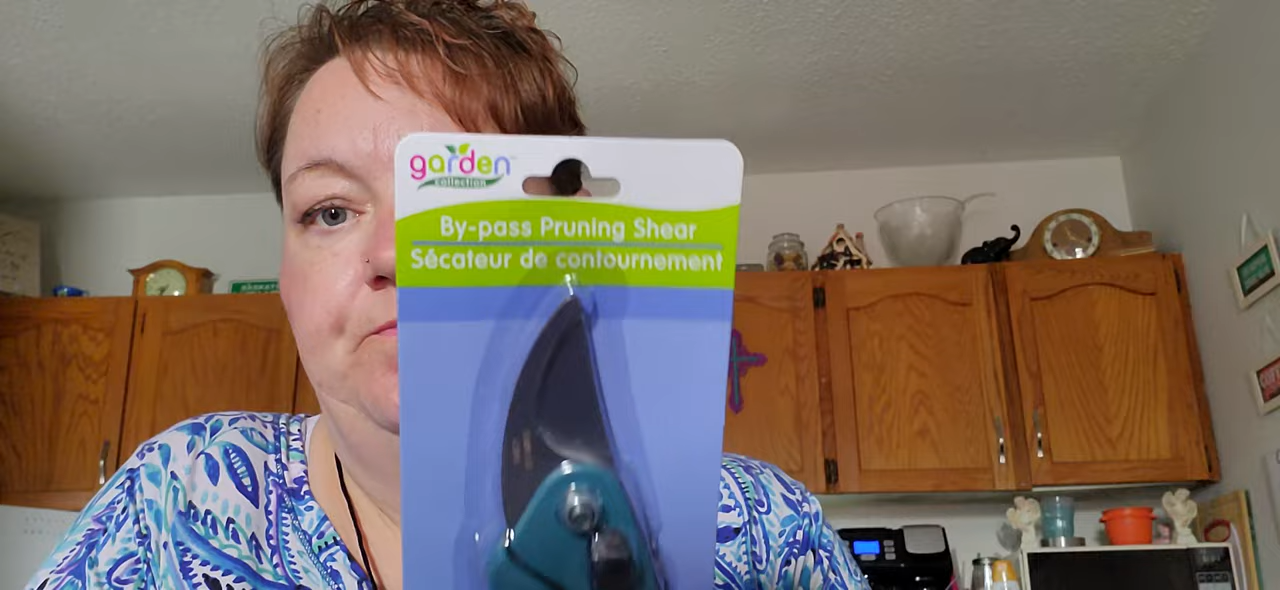 garden
collection
By-pass Pruning Shear
Sécateur de contournement